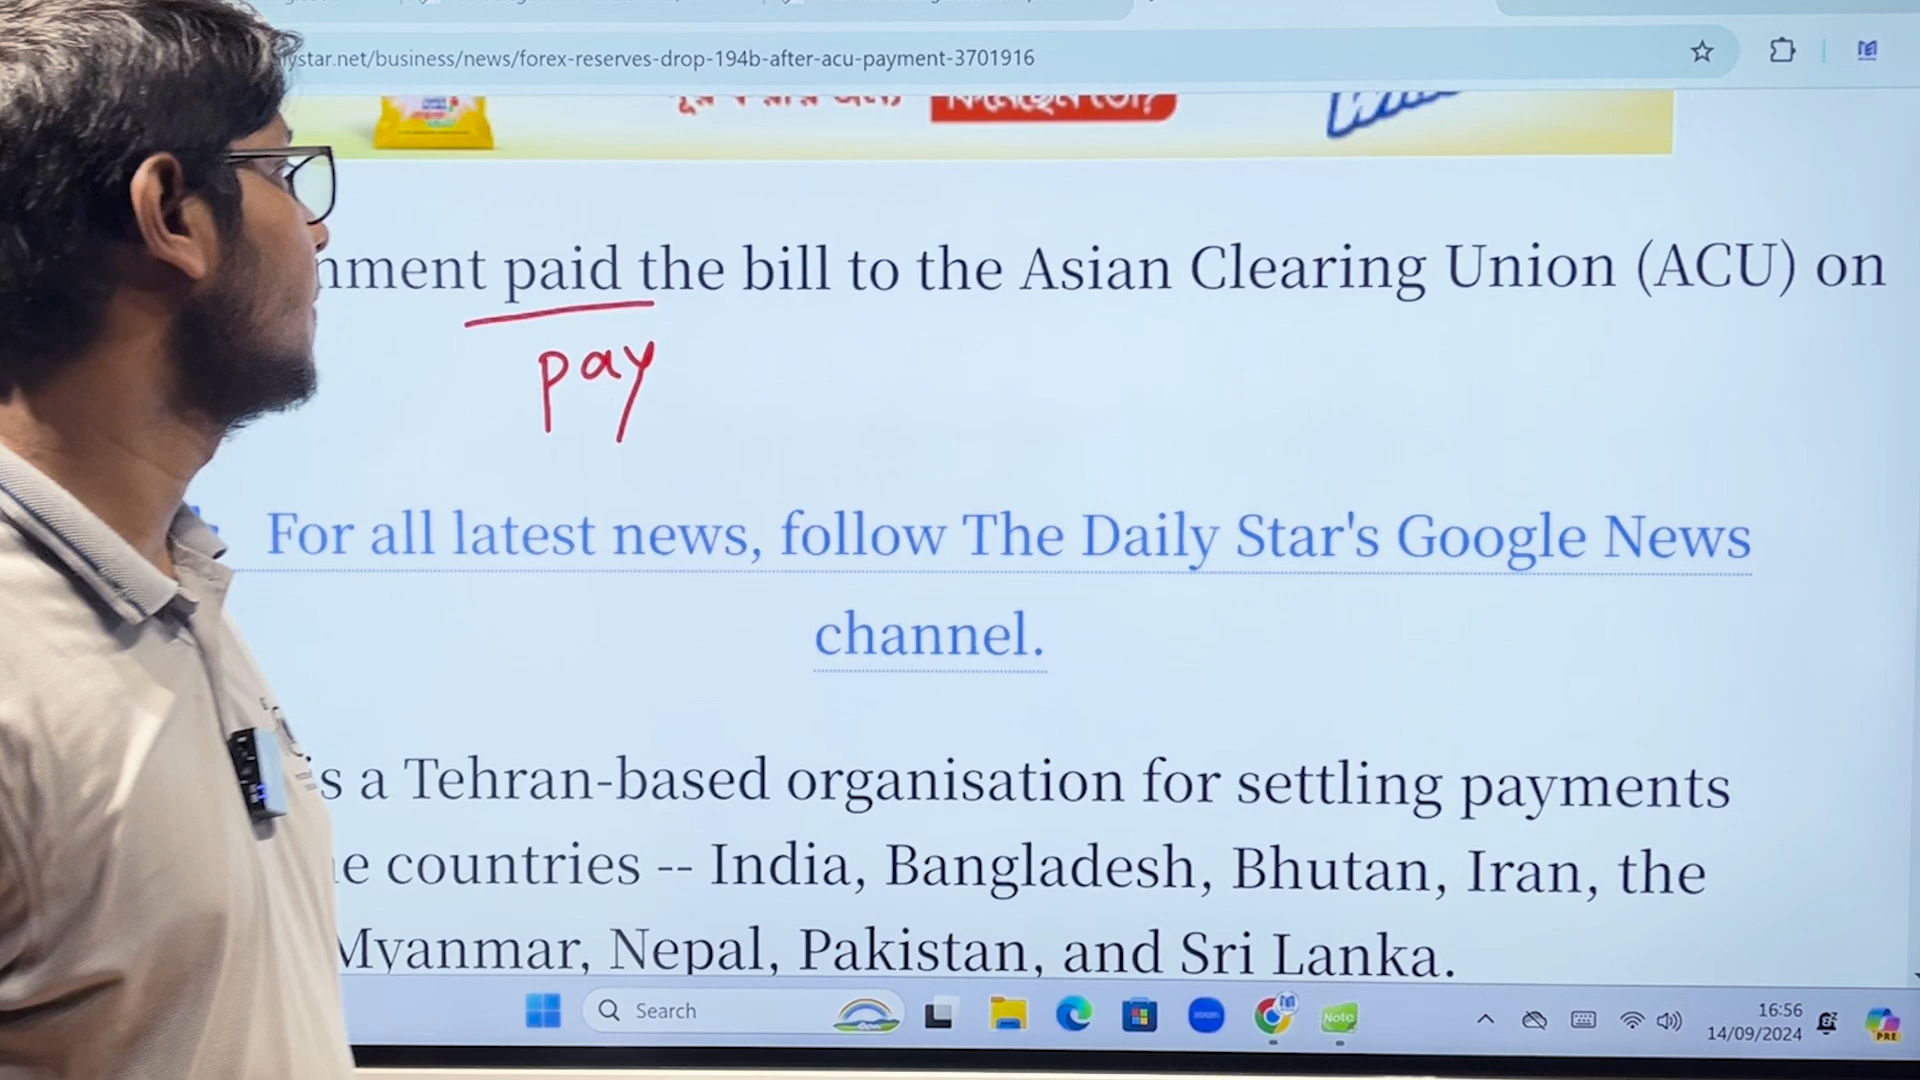 ystar.net/business/news/forex-reserves-drop-194b-after-acu-payment-3701916
কিনেছেন তো?
nment paid the bill to the Asian Clearing Union (ACU) on
pay
For all latest news, follow The Daily Star's Google News
channel.
s a Tehran-based organisation for settling payments
e countries -- India, Bangladesh, Bhutan, Iran, the
Myanmar, Nepal, Pakistan, and Sri Lanka.
Search
zoom
Note
PRE
16:56
14/09/2024